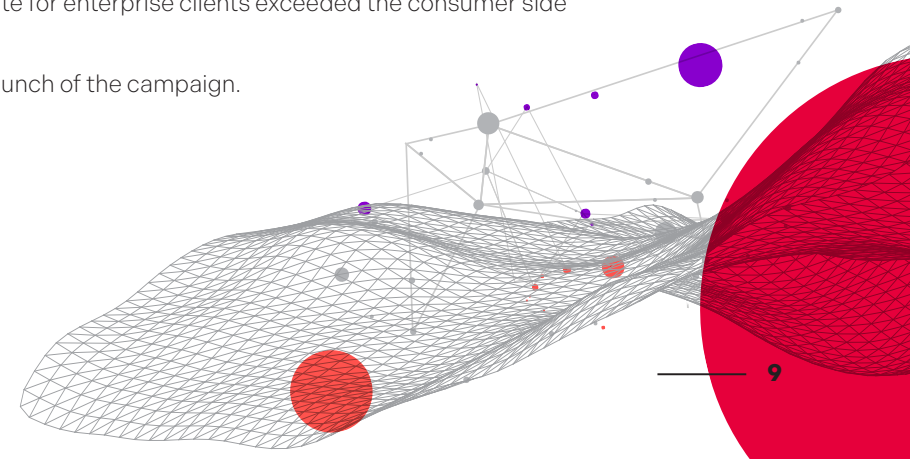 te for enterprise clients exceeded the consumer side
unch of the campaign.
9